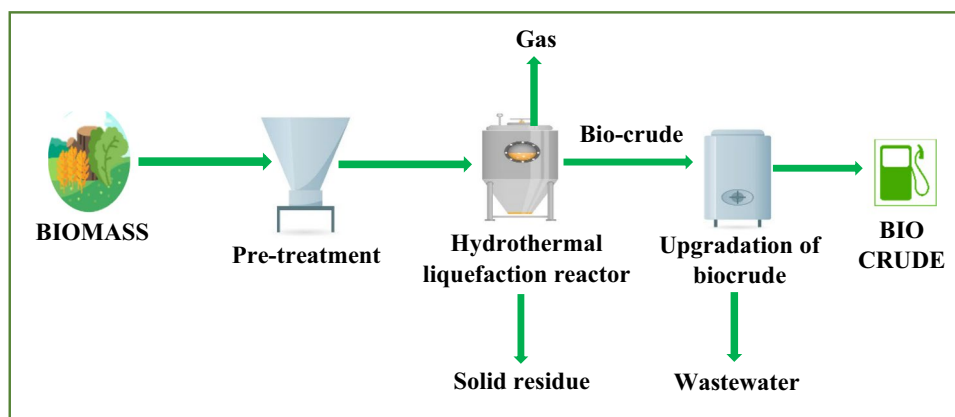 Gas
Bio-crude
BIOMASS
Pre-treatment
Hydrothermal
liquefaction reactor
Upgradation of
biocrude
BIO
CRUDE
Solid residue
Wastewater